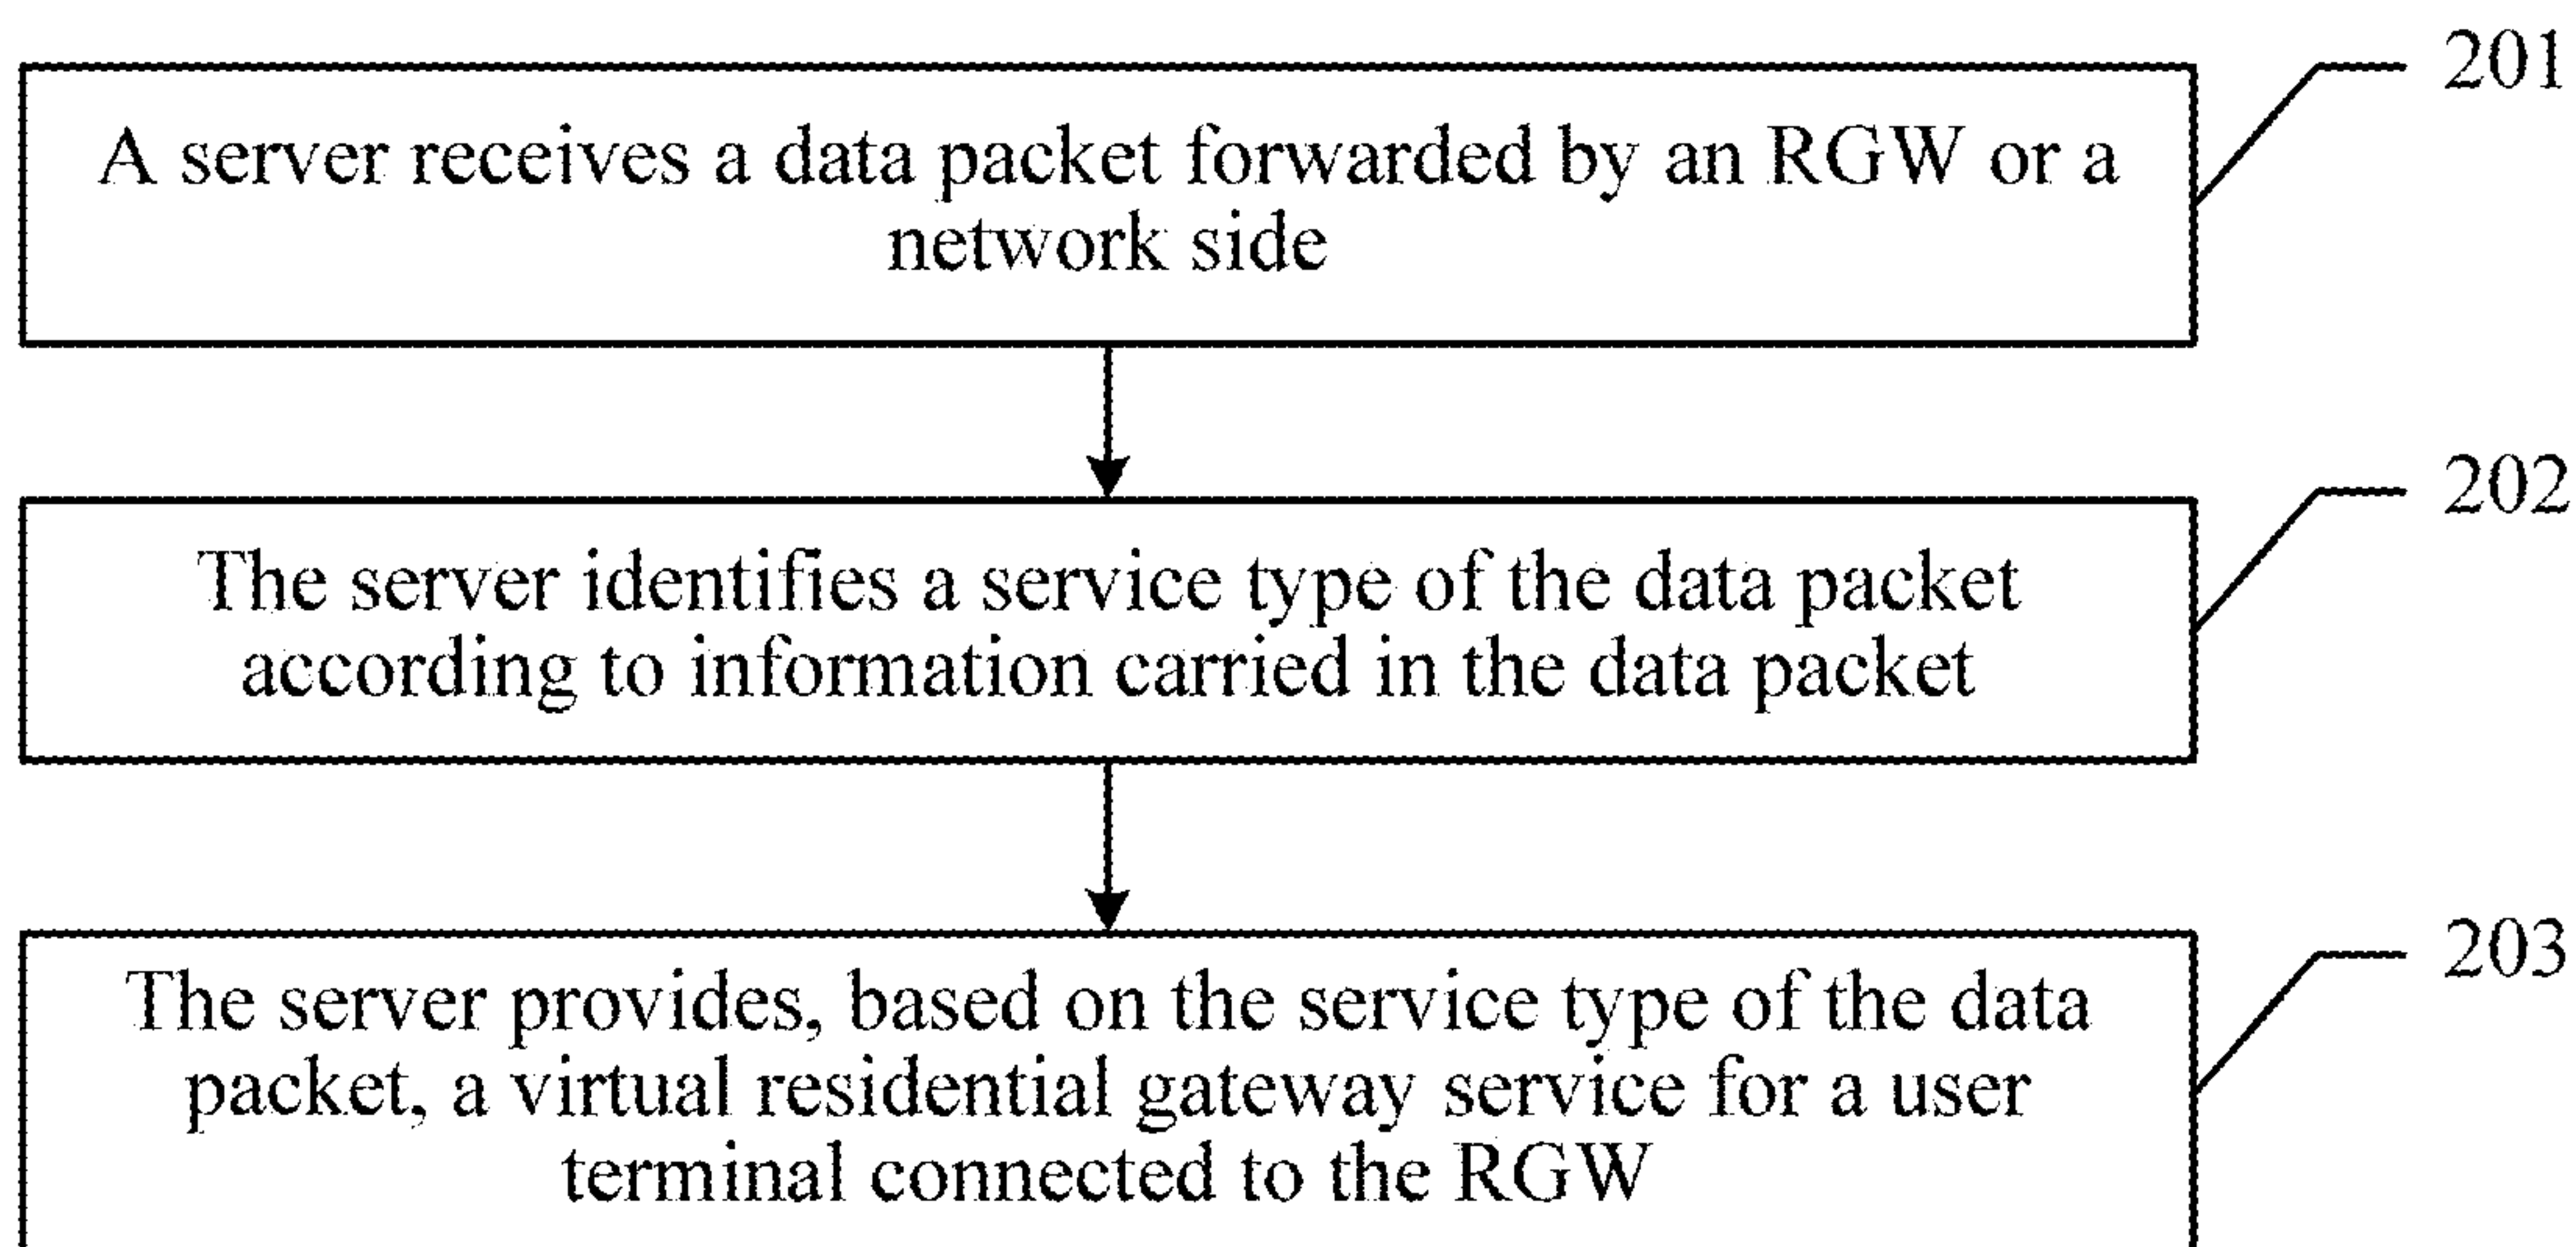 201
A server receives a data packet forwarded by an RGW or a
network side
202
The server identifies a service type of the data packet
according to information carried in the data packet
203
The server provides, based on the service type of the data
packet, a virtual residential gateway service for a user
terminal connected to the RGW